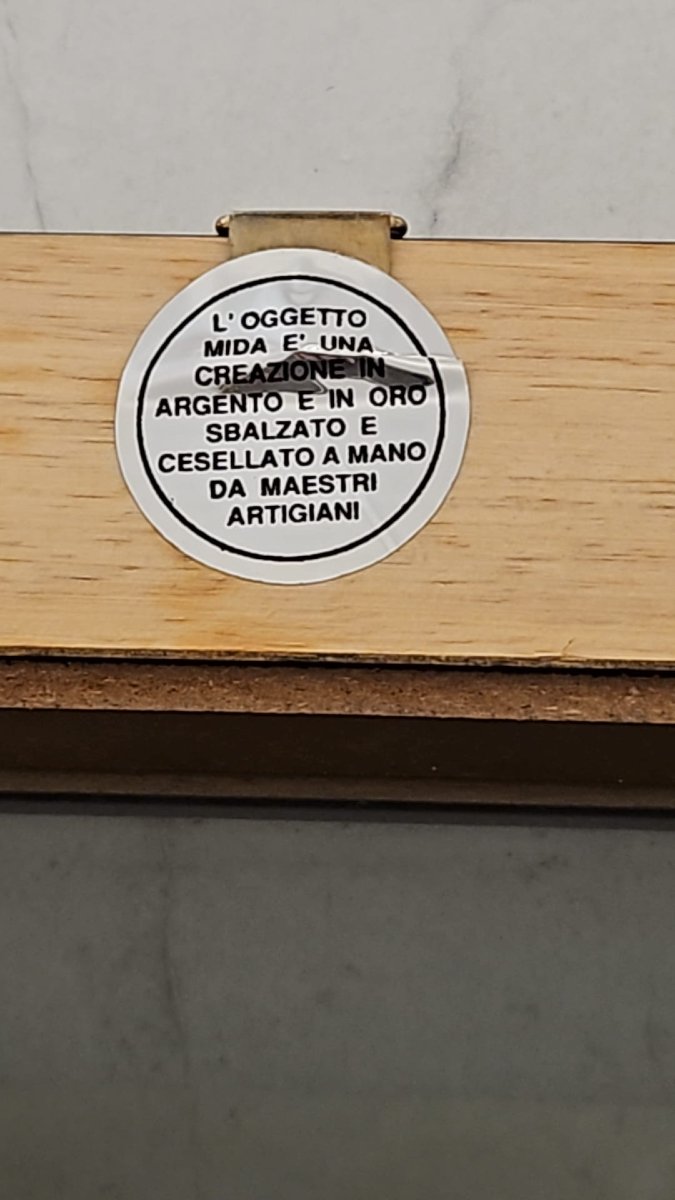 L' OGGETTO
MIDA E' UNA
CREAZIONE IN
ARGENTO E IN ORO
SBALZATO E
CESELLATO A MANO
DA MAESTRI
ARTIGIANI